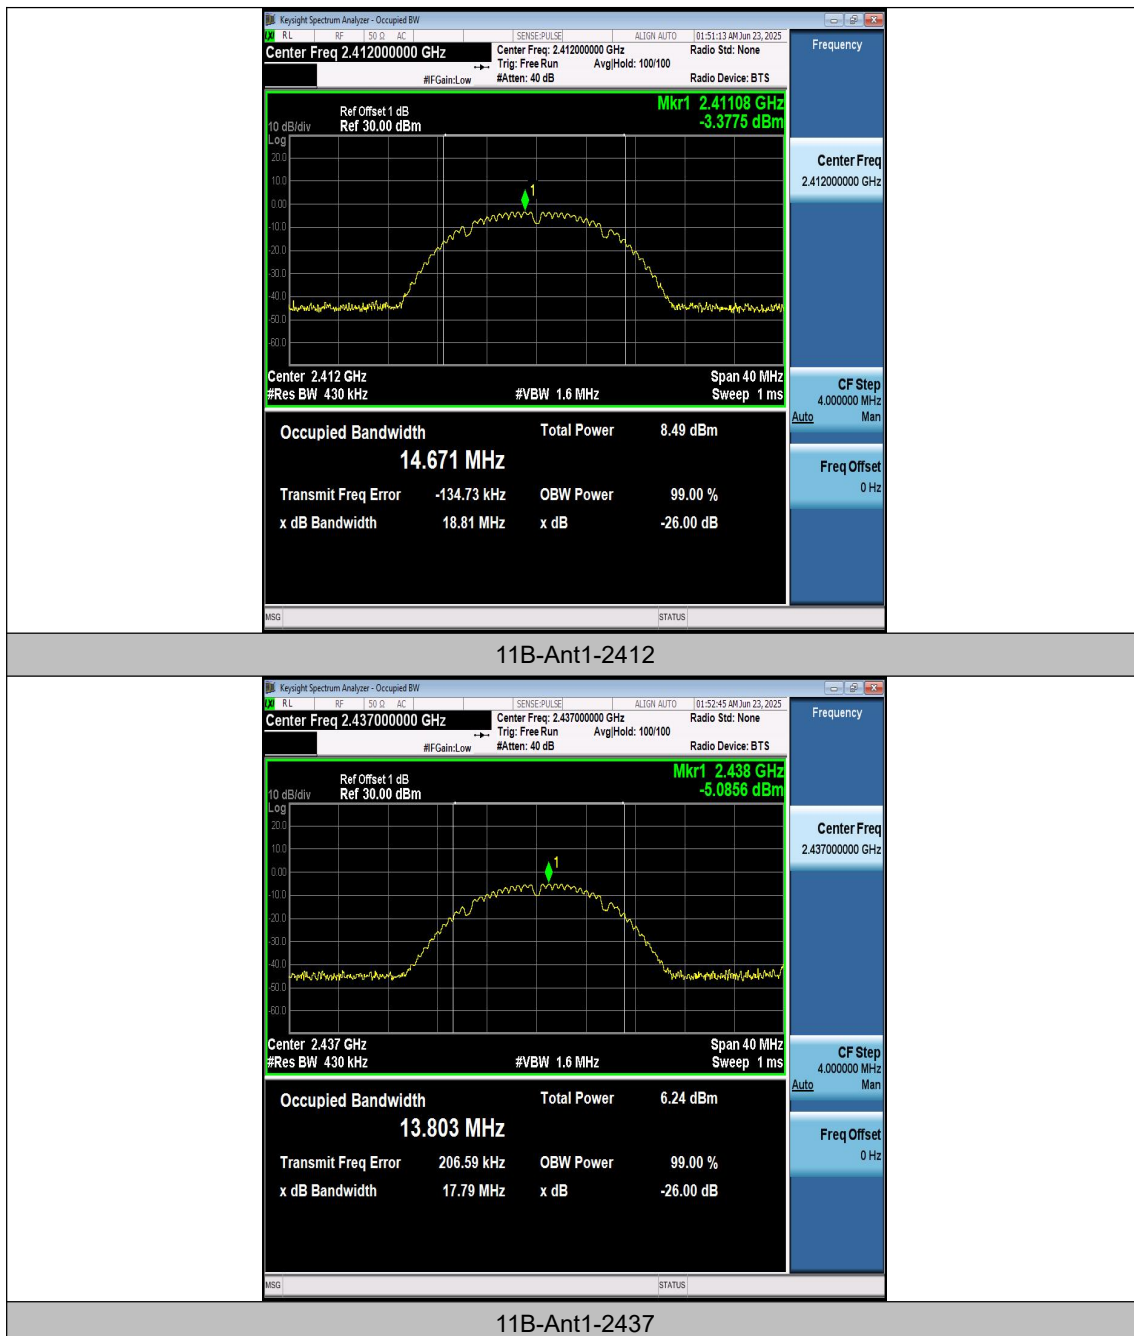 Keysight Spectrum Analyzer - Occupied BW
RL RF 50 Ω AC SENSE:PULSE ALIGN AUTO 01:51:13 AM Jun 23, 2025
Center Freq 2.412000000 GHz Center Freq: 2.412000000 GHz Radio Std: None
Trig: Free Run Avg|Hold: 100/100
#IFGain:Low #Atten: 40 dB Radio Device: BTS
Frequency
Mkr1 2.41108 GHz
-3.3775 dBm
Ref Offset 1 dB
10 dB/div Ref 30.00 dBm
Log
20.0
10.0
0.00
-10.0
-20.0
-30.0
-40.0
-50.0
-60.0
1
Center 2.412 GHz Span 40 MHz
#Res BW 430 kHz #VBW 1.6 MHz Sweep 1 ms
Occupied Bandwidth Total Power 8.49 dBm
14.671 MHz
Transmit Freq Error -134.73 kHz OBW Power 99.00 %
x dB Bandwidth 18.81 MHz x dB -26.00 dB
Center Freq
2.412000000 GHz
CF Step
4.000000 MHz
Auto Man
Freq Offset
0 Hz
MSG STATUS
11B-Ant1-2412
Keysight Spectrum Analyzer - Occupied BW
RL RF 50 Ω AC SENSE:PULSE ALIGN AUTO 01:52:45 AM Jun 23, 2025
Center Freq 2.437000000 GHz Center Freq: 2.437000000 GHz Radio Std: None
Trig: Free Run Avg|Hold: 100/100
#IFGain:Low #Atten: 40 dB Radio Device: BTS
Frequency
Mkr1 2.438 GHz
-5.0856 dBm
Ref Offset 1 dB
10 dB/div Ref 30.00 dBm
Log
20.0
10.0
0.00
-10.0
-20.0
-30.0
-40.0
-50.0
-60.0
1
Center 2.437 GHz Span 40 MHz
#Res BW 430 kHz #VBW 1.6 MHz Sweep 1 ms
Occupied Bandwidth Total Power 6.24 dBm
13.803 MHz
Transmit Freq Error 206.59 kHz OBW Power 99.00 %
x dB Bandwidth 17.79 MHz x dB -26.00 dB
Center Freq
2.437000000 GHz
CF Step
4.000000 MHz
Auto Man
Freq Offset
0 Hz
MSG STATUS
11B-Ant1-2437